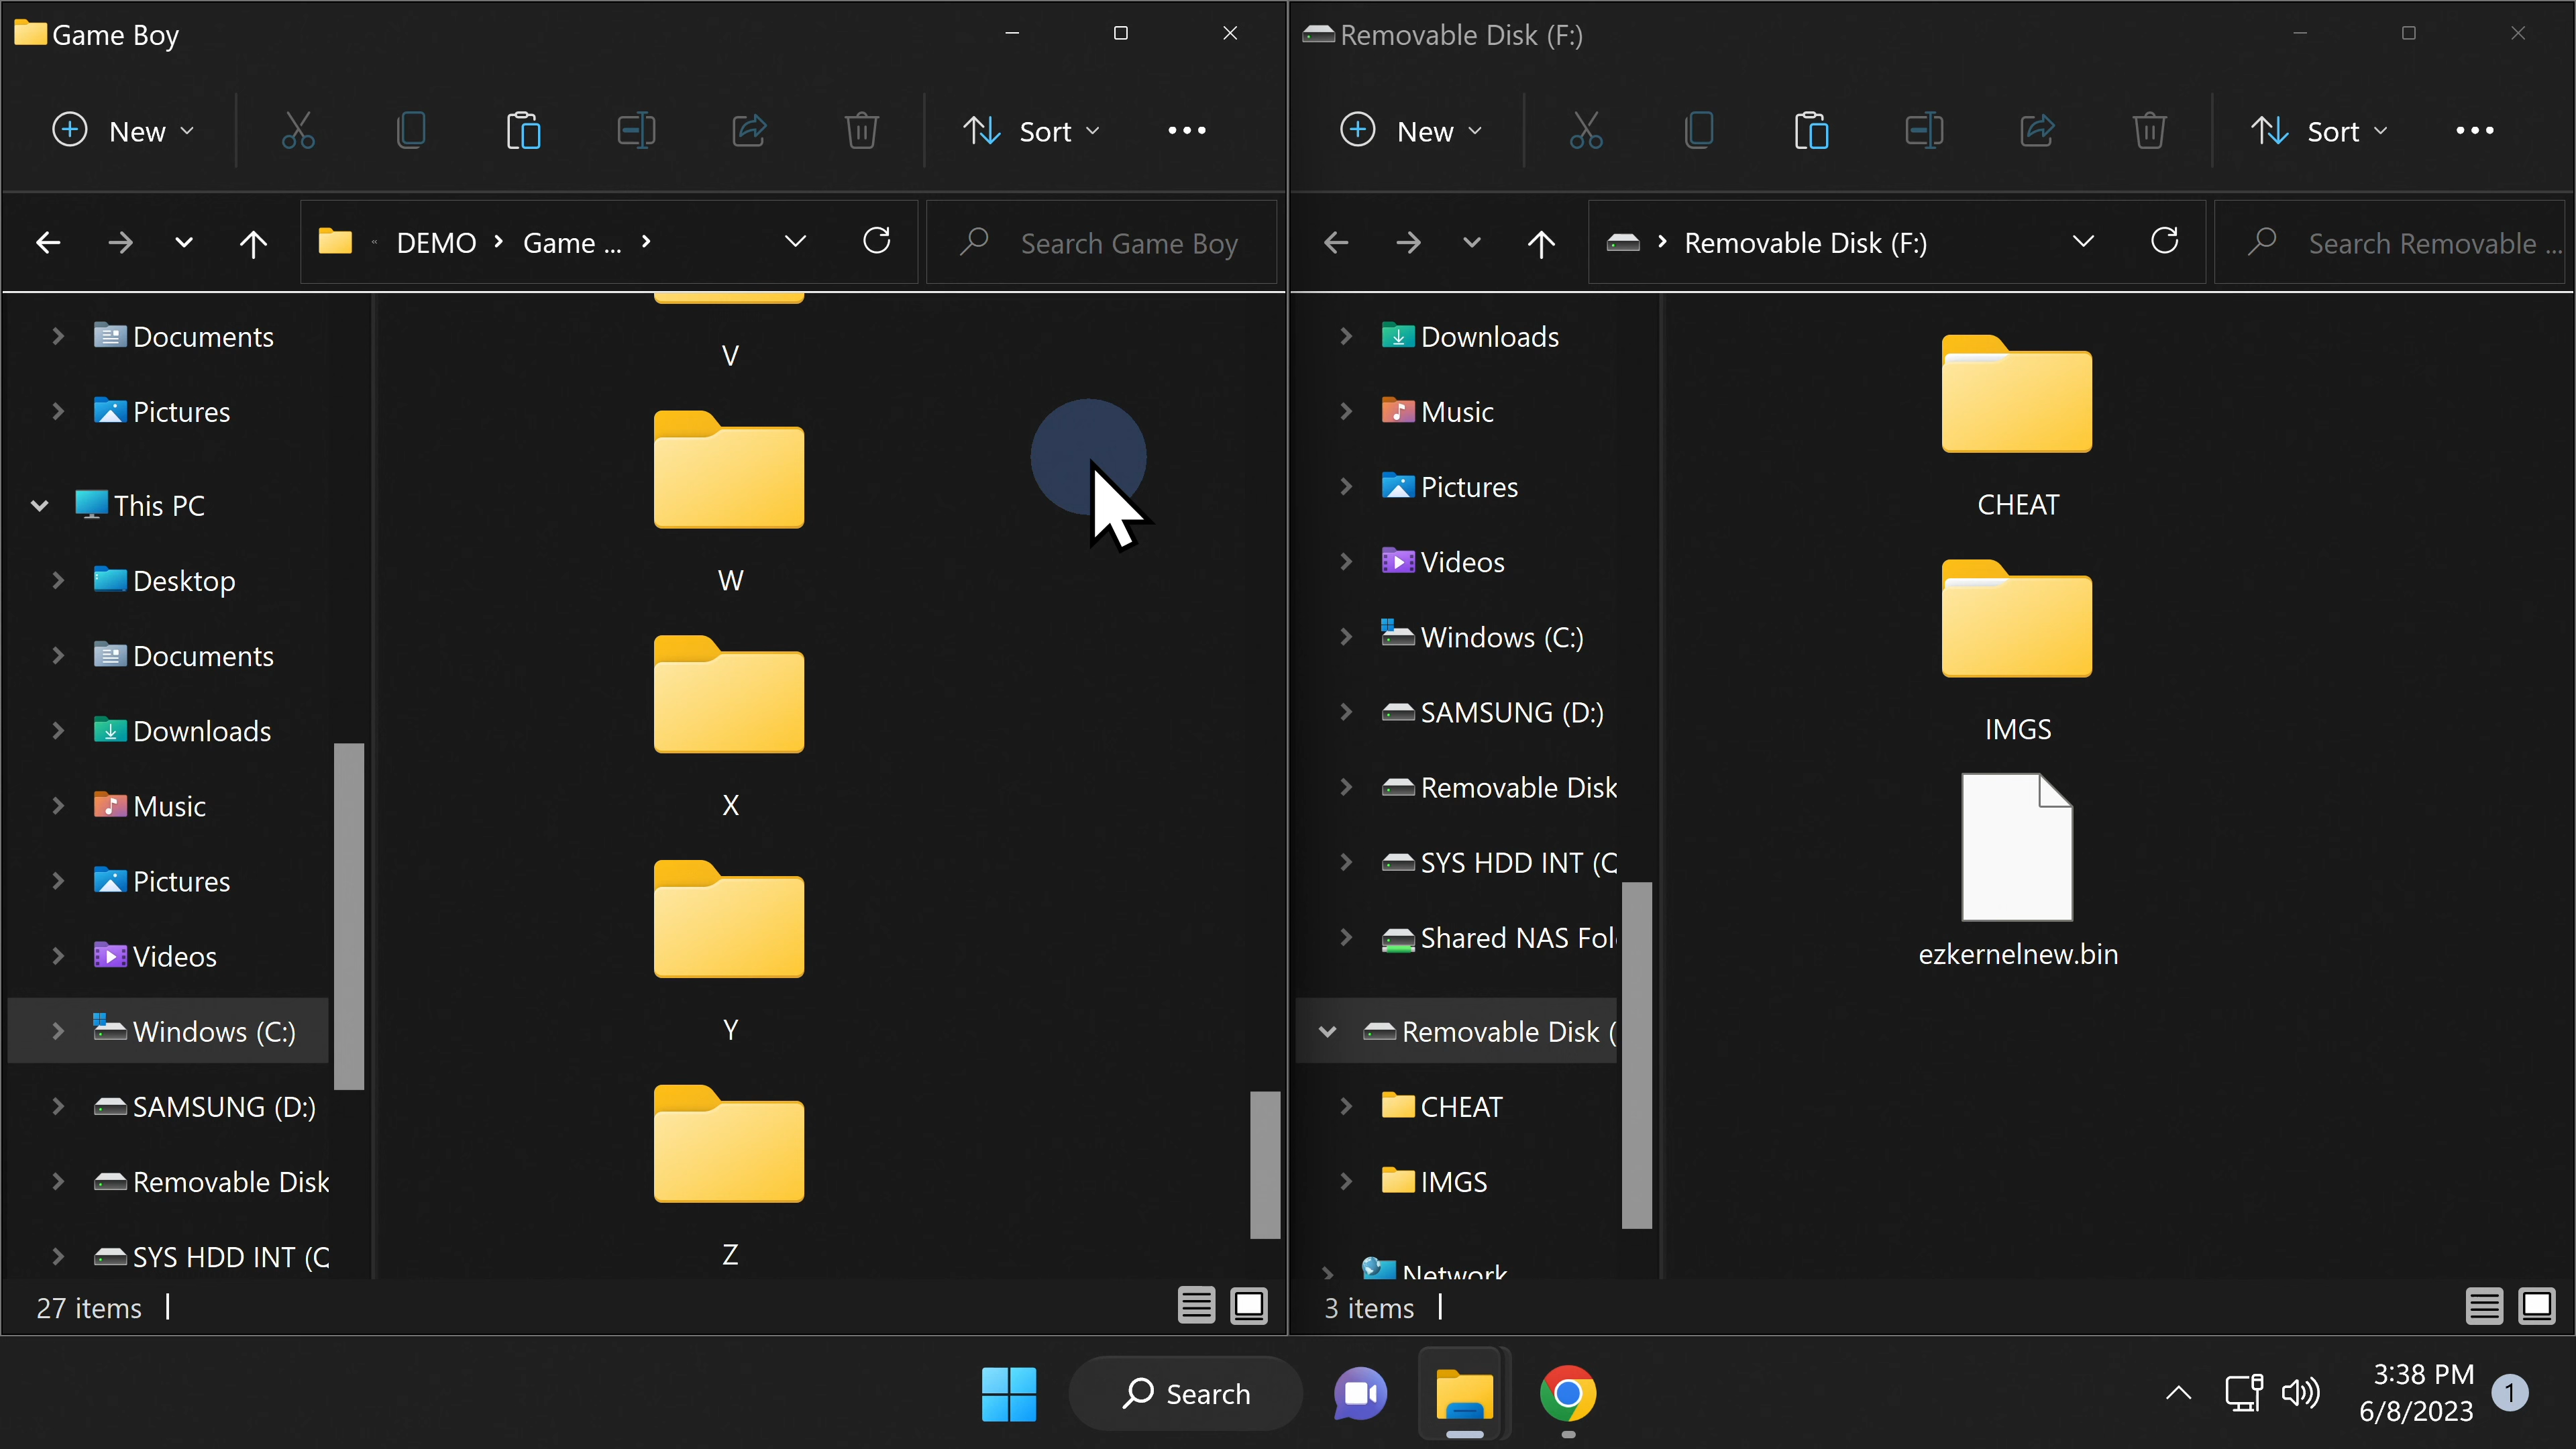 Game Boy
New
Sort
DEMO
Game ...
Search Game Boy
Documents
Pictures
This PC
Desktop
Documents
Downloads
Music
Pictures
Videos
Windows (C:)
SAMSUNG (D:)
Removable Disk
SYS HDD INT (C
V
W
X
Y
Z
27 items
Removable Disk (F:)
New
Sort
Removable Disk (F:)
Search Removable ...
Downloads
Music
Pictures
Videos
Windows (C:)
SAMSUNG (D:)
Removable Disk
SYS HDD INT (C
Shared NAS Fol
Removable Disk (
CHEAT
IMGS
Network
CHEAT
IMGS
ezkernelnew.bin
3 items
Search
3:38 PM
6/8/2023
1